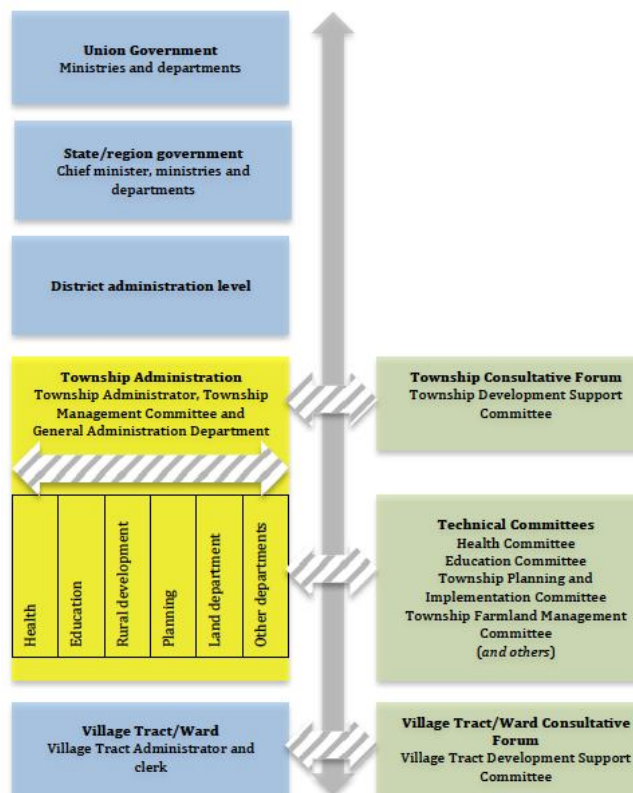 Union Government
Ministries and departments
State/region government
Chief minister, ministries and
departments
District administration level
Township Administration
Township Administrator, Township
Management Committee and
General Administration Department
Health
Education
Rural development
Planning
Land department
Other departments
Village Tract/Ward
Village Tract Administrator and
clerk
Township Consultative Forum
Township Development Support
Committee
Technical Committees
Health Committee
Education Committee
Township Planning and
Implementation Committee
Township Farmland Management
Committee
(and others)
Village Tract/Ward Consultative
Forum
Village Tract Development Support
Committee